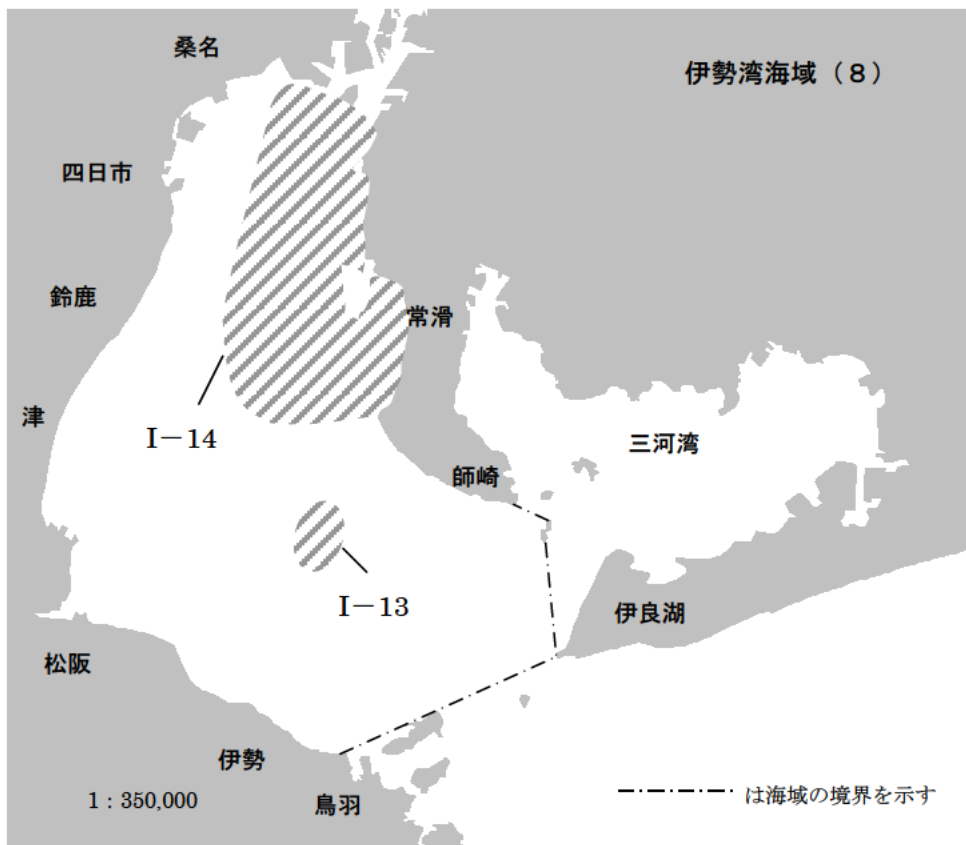 桑名
伊勢湾海域（８）
四日市
鈴鹿
常滑
津
Ⅰ－14
三河湾
師崎
Ⅰ－13
伊良湖
松阪
伊勢
1：350,000
鳥羽
は海域の境界を示す